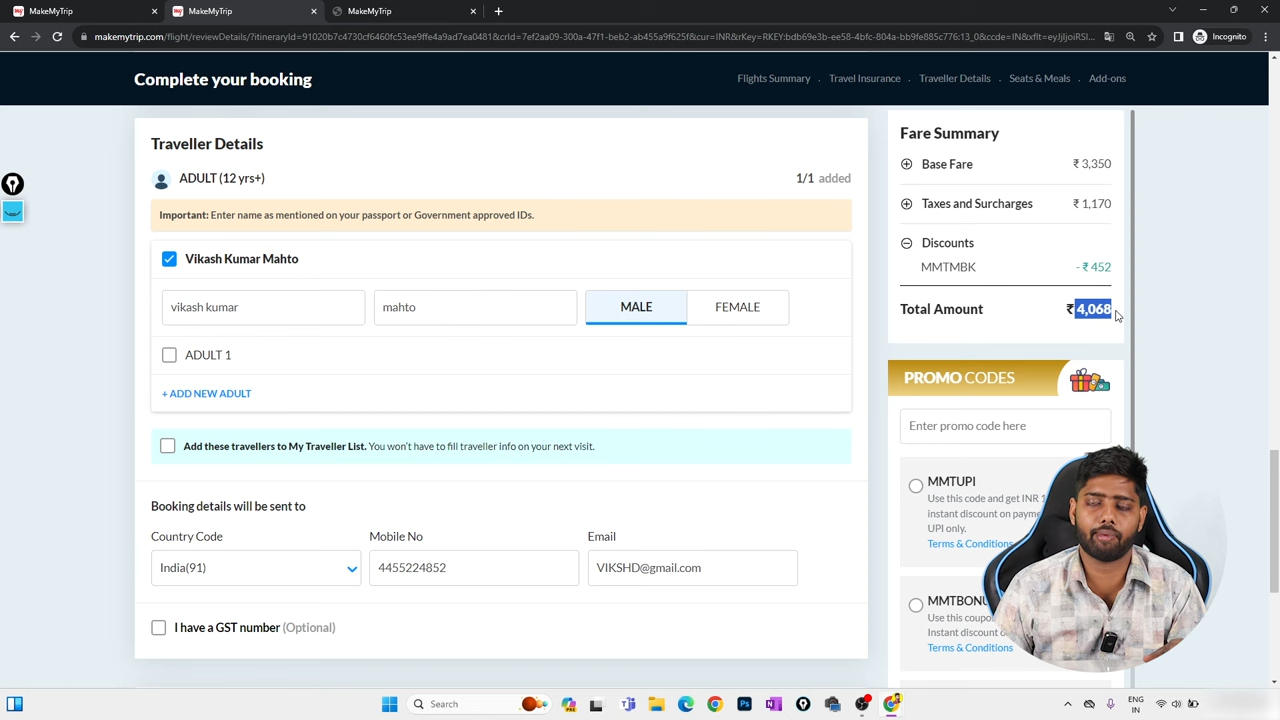 MakeMyTrip
MakeMyTrip
MakeMyTrip
makemytrip.com/flight/reviewDetails/?itineraryId=91020b7c4730cf6460fc53ee9ffe4a9ad7ea0481&crId=7ef2aa09-300a-47f1-beb2-ab455a9f625f&cur=INR&rKey=RKEY:bdb69e3b-ee58-4bfc-804a-bb9fe885c776:13_0&ccde=IN&xflt=eyJjIjoiRSI...
Incognito
Complete your booking
Flights Summary . Travel Insurance . Traveller Details . Seats & Meals . Add-ons
Traveller Details
ADULT (12 yrs+)
1/1 added
Important: Enter name as mentioned on your passport or Government approved IDs.
Vikash Kumar Mahto
vikash kumar
mahto
MALE
FEMALE
ADULT 1
+ ADD NEW ADULT
Add these travellers to My Traveller List. You won't have to fill traveller info on your next visit.
Booking details will be sent to
Country Code
Mobile No
Email
India(91)
4455224852
VIKSHD@gmail.com
I have a GST number (Optional)
Fare Summary
Base Fare ₹ 3,350
Taxes and Surcharges ₹ 1,170
Discounts
MMTMBK - ₹ 452
Total Amount ₹ 4,068
PROMO CODES
Enter promo code here
MMTUPI
Use this code and get INR 1
instant discount on payme
UPI only.
Terms & Conditions
MMTBONU
Use this coupo
Instant discount o
Terms & Conditions
Search
ENG
IN